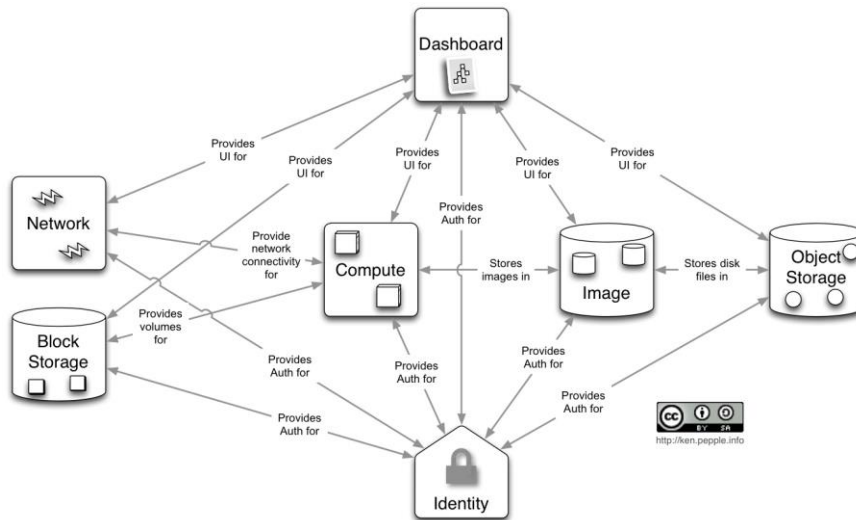 Dashboard
Provides
UI for
Provides
UI for
Provides
UI for
Provides
UI for
Provides
UI for
Provides
Auth for
Network
Provide
network
connectivity
for
Compute
Stores
images in
Image
Stores disk
files in
Object
Storage
Block
Storage
Provides
volumes
for
Provides
Auth for
Provides
Auth for
Provides
Auth for
Provides
Auth for
Provides
Auth for
Identity
cc
BY SA
http://ken.pepple.info